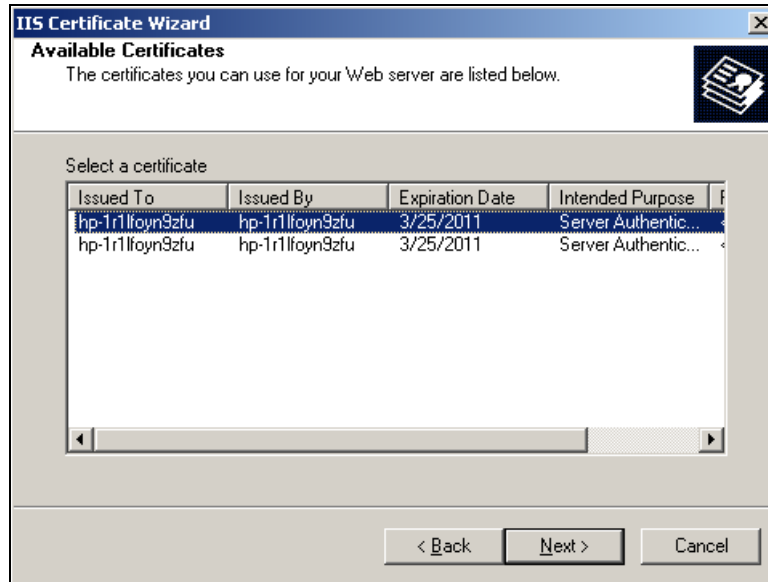 IIS Certificate Wizard
Available Certificates
The certificates you can use for your Web server are listed below.
Select a certificate
Issued To Issued By Expiration Date Intended Purpose
hp-1r1lfoyn9zfu hp-1r1lfoyn9zfu 3/25/2011 Server Authentic...
hp-1r1lfoyn9zfu hp-1r1lfoyn9zfu 3/25/2011 Server Authentic...
< Back Next > Cancel